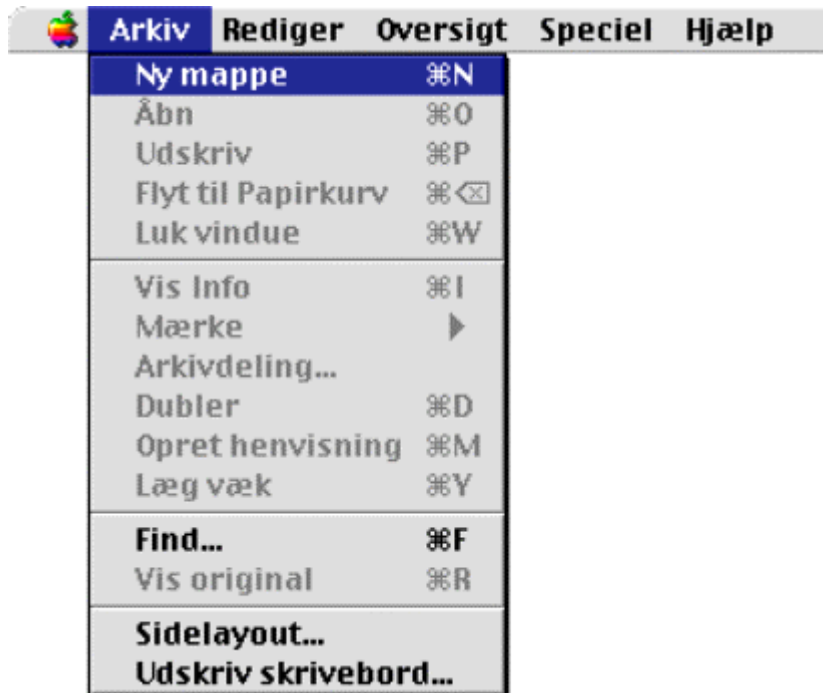 Arkiv Rediger Oversigt Speciel Hjælp
Ny mappe ⌘N
Åbn ⌘O
Udskriv ⌘P
Flyt til Papirkurv ⌘⌫
Luk vindue ⌘W
Vis Info ⌘I
Mærke ▶
Arkivdeling...
Dubler ⌘D
Opret henvisning ⌘M
Læg væk ⌘Y
Find... ⌘F
Vis original ⌘R
Sidelayout...
Udskriv skrivebord...